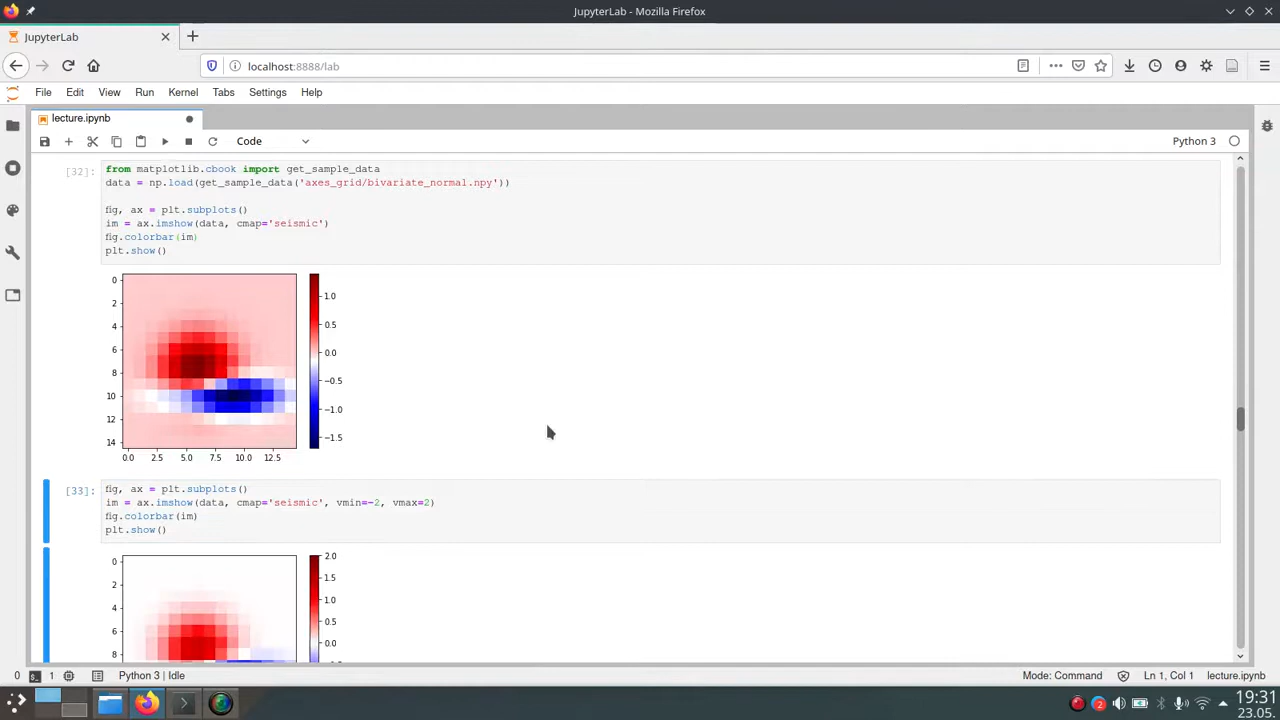 JupyterLab - Mozilla Firefox
JupyterLab
localhost:8888/lab
File Edit View Run Kernel Tabs Settings Help
lecture.ipynb
Code
Python 3
[32]:
from matplotlib.cbook import get_sample_data
data = np.load(get_sample_data('axes_grid/bivariate_normal.npy'))
fig, ax = plt.subplots()
im = ax.imshow(data, cmap='seismic')
fig.colorbar(im)
plt.show()
0
2
4
6
8
10
12
14
0.0 2.5 5.0 7.5 10.0 12.5
1.0
0.5
0.0
−0.5
−1.0
−1.5
[33]:
fig, ax = plt.subplots()
im = ax.imshow(data, cmap='seismic', vmin=-2, vmax=2)
fig.colorbar(im)
plt.show()
0
2
4
6
8
2.0
1.5
1.0
0.5
0.0
0 1 Python 3 | Idle Mode: Command Ln 1, Col 1 lecture.ipynb
2
19:31
23.05.